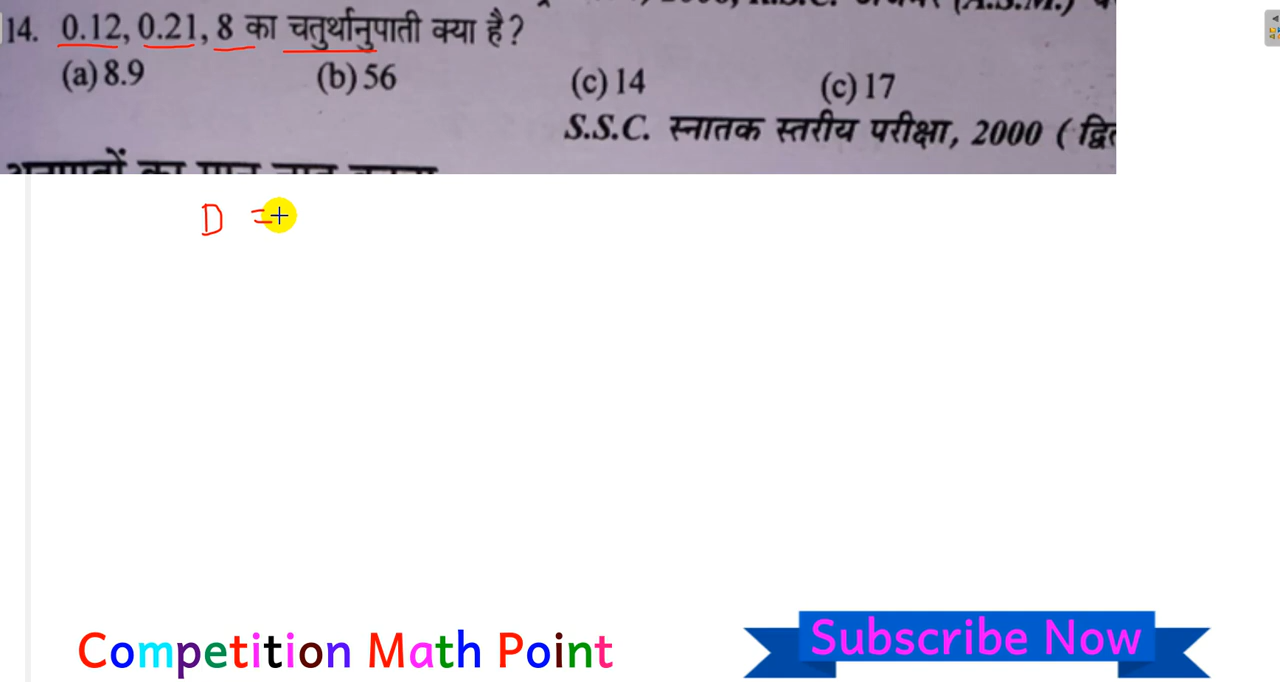 14. 0.12, 0.21, 8 का चतुर्थानुपाती क्या है?
(a) 8.9 (b) 56 (c) 14 (c) 17
S.S.C. स्नातक स्तरीय परीक्षा, 2000 (
D =
Competition Math Point
Subscribe Now